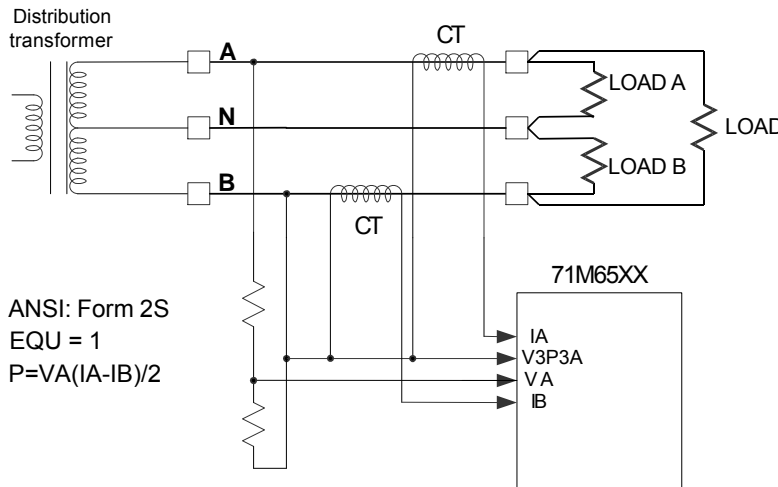 Distribution
transformer
A
CT
LOAD A
N
LOAD
LOAD B
B
CT
71M65XX
ANSI: Form 2S
EQU = 1
P=VA(IA-IB)/2
IA
V3P3A
VA
IB